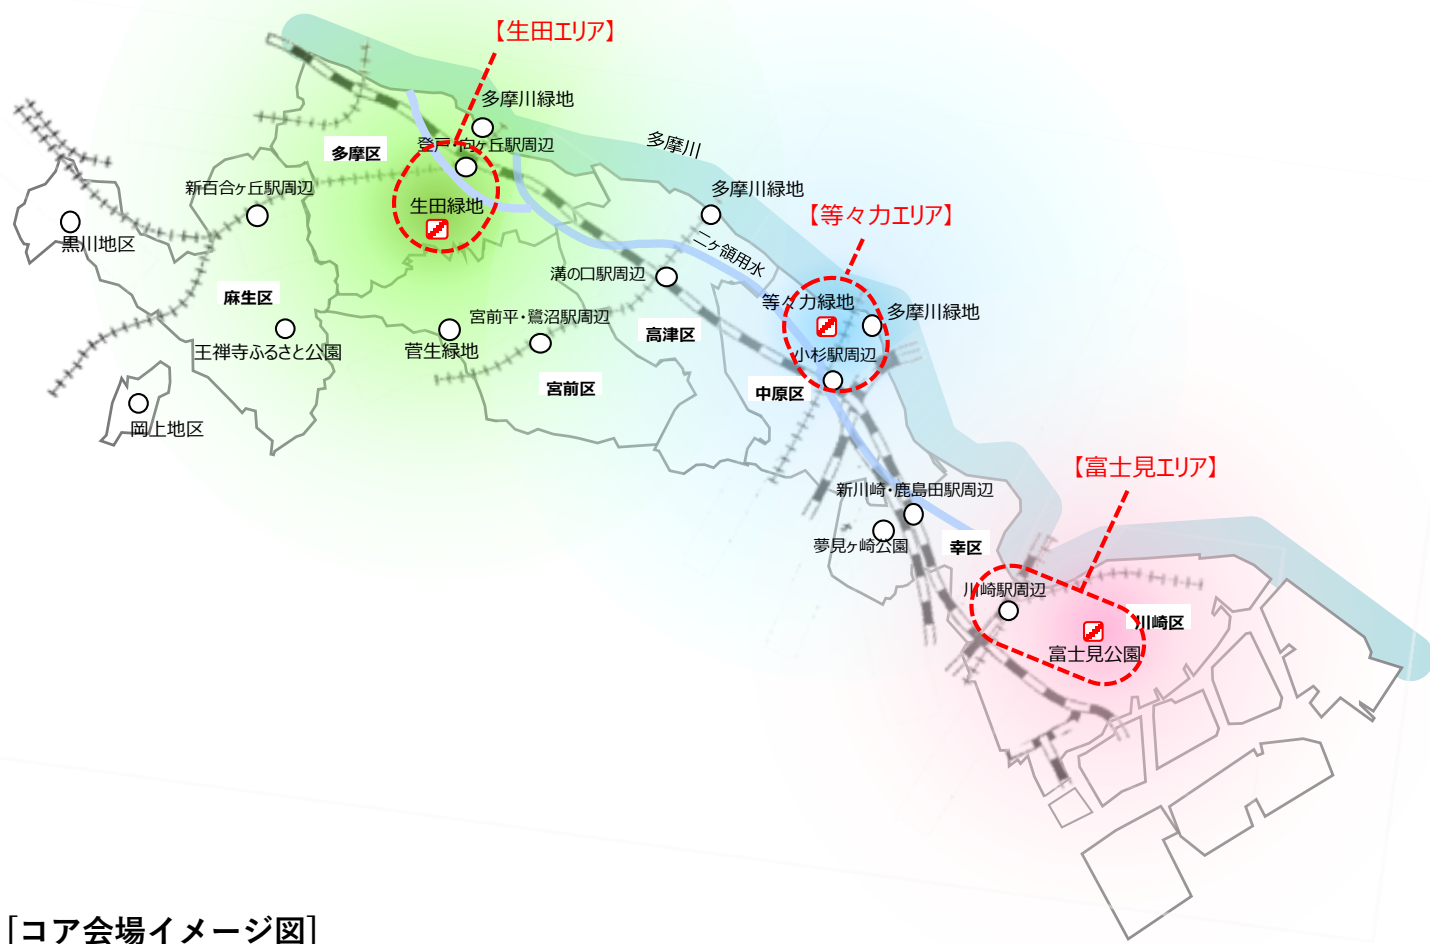 【生田エリア】
多摩川緑地
登戸・向ヶ丘駅周辺
多摩区
多摩川
新百合ヶ丘駅周辺
生田緑地
多摩川緑地
【等々力エリア】
黒川地区
二ヶ領用水
溝の口駅周辺
麻生区
等々力緑地
多摩川緑地
宮前平・鷺沼駅周辺
高津区
王禅寺ふるさと公園
菅生緑地
小杉駅周辺
宮前区
中原区
岡上地区
【富士見エリア】
新川崎・鹿島田駅周辺
夢見ヶ崎公園
幸区
川崎駅周辺
川崎区
富士見公園
[コア会場イメージ図]